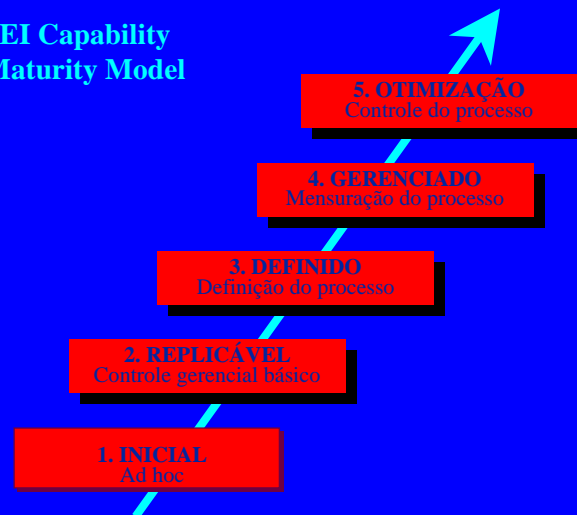 EI Capability
Maturity Model
5. OTIMIZAÇÃO
Controle do processo
4. GERENCIADO
Mensuração do processo
3. DEFINIDO
Definição do processo
2. REPLICÁVEL
Controle gerencial básico
1. INICIAL
Ad hoc